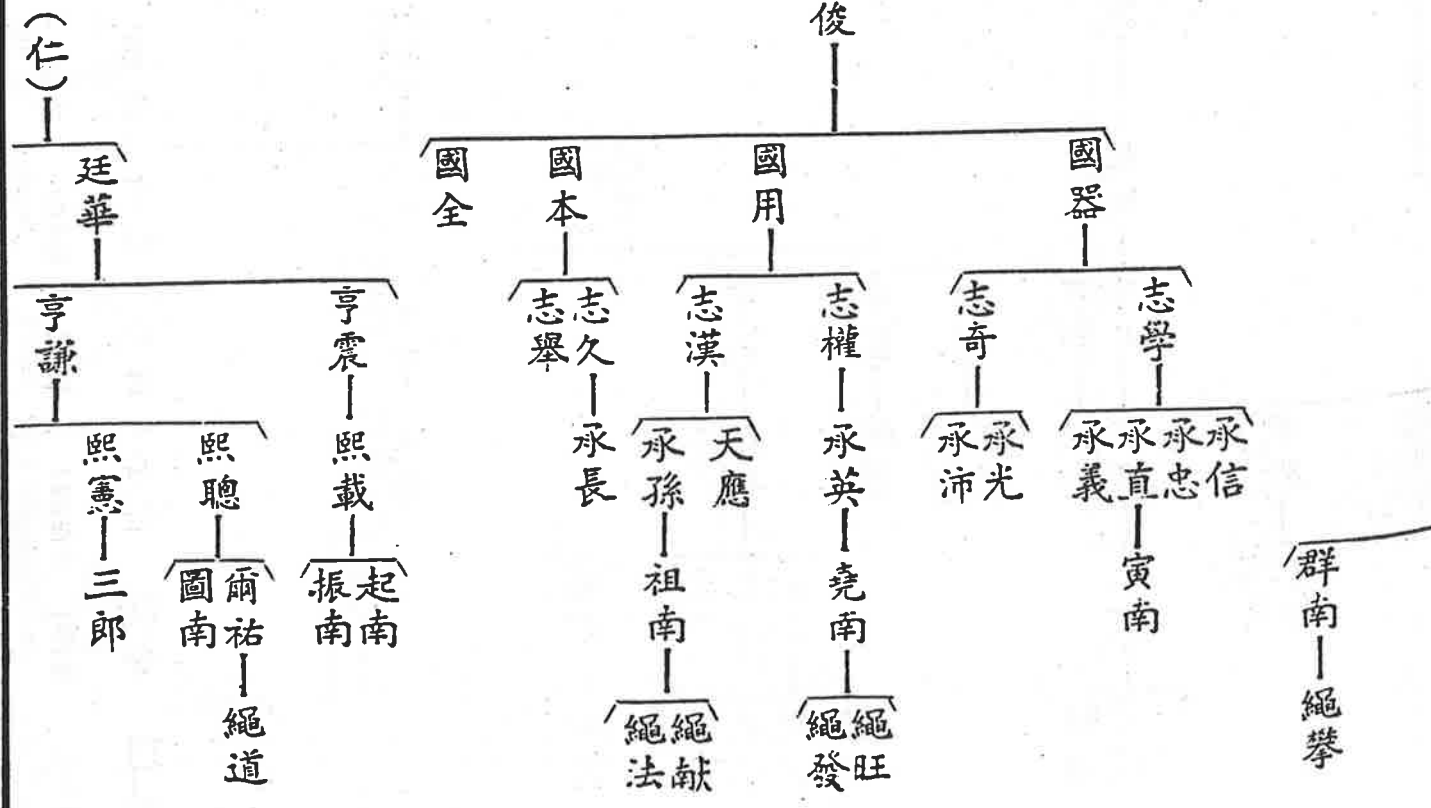 俊
國器
國用
國本
國全
志學
志奇
志權
志漢
志久
志舉
承信
承忠
承直
承義
承光
承沛
承英
天應
承孫
承長
群南
寅南
堯南
祖南
繩攀
繩旺
繩發
繩献
繩法
（仁）
廷華
亨震
亨謙
熙載
熙聰
熙憲
起南
振南
爾祐
圖南
三郎
繩道